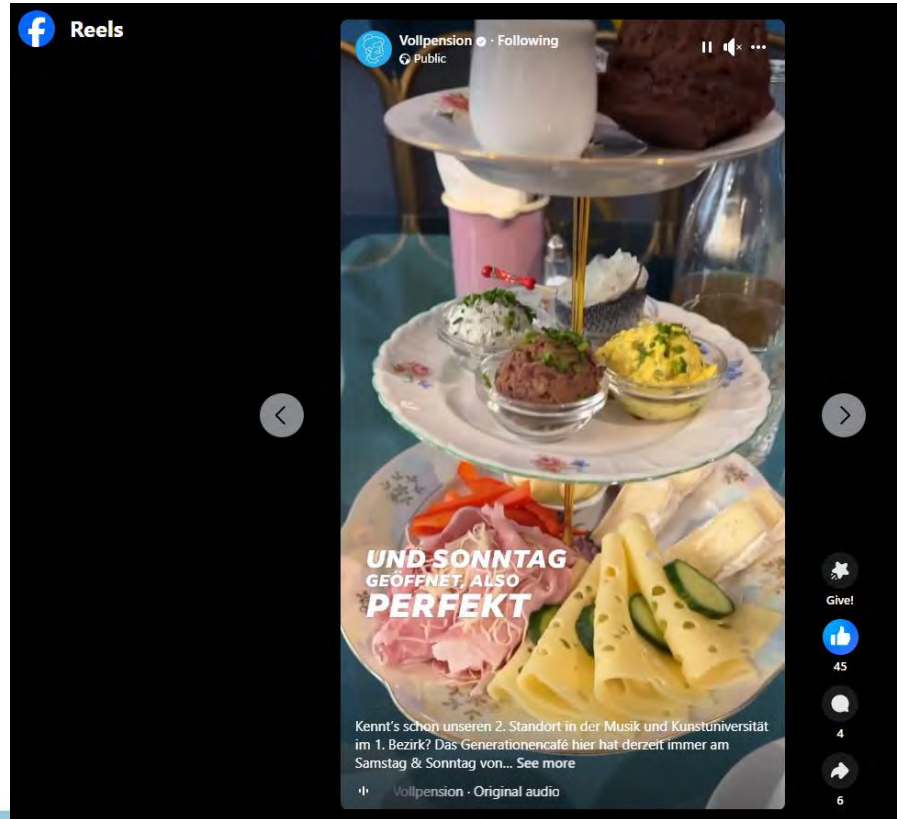 Reels
Vollpension · Following
Public
UND SONNTAG
GEÖFFNET, ALSO
PERFEKT
Give!
45
4
6
Kennt's schon unseren 2. Standort in der Musik und Kunstuniversität
im 1. Bezirk? Das Generationencafé hier hat derzeit immer am
Samstag & Sonntag von... See more
Vollpension · Original audio